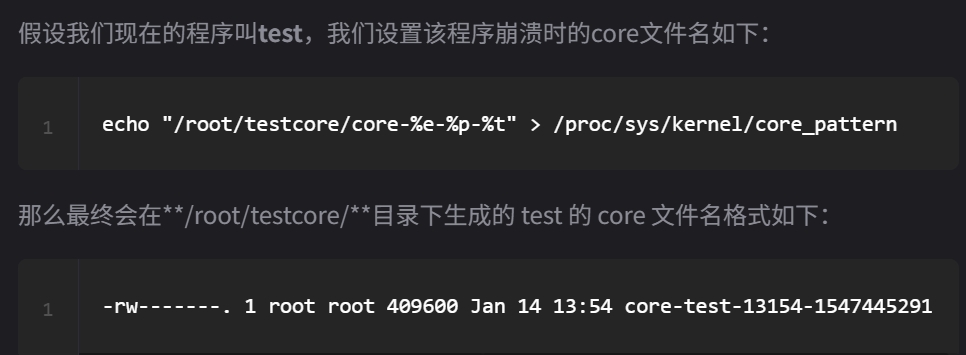 假设我们现在的程序叫test，我们设置该程序崩溃时的core文件名如下：
1 echo "/root/testcore/core-%e-%p-%t" > /proc/sys/kernel/core_pattern
那么最终会在**/root/testcore/**目录下生成的 test 的 core 文件名格式如下：
1 -rw-------. 1 root root 409600 Jan 14 13:54 core-test-13154-1547445291